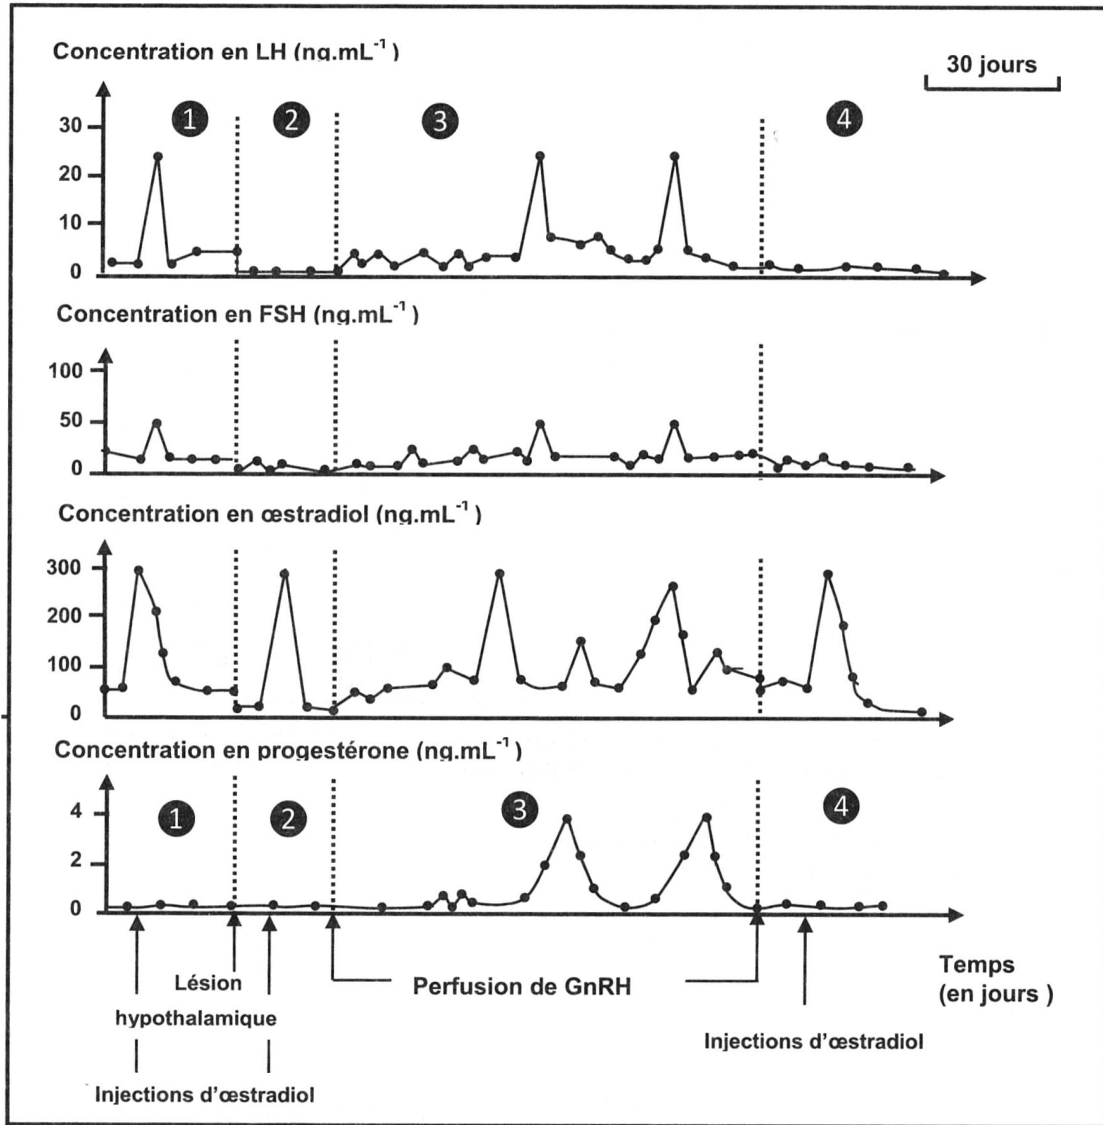 Concentration en LH (ng.mL⁻¹ )
30 jours
1 2 3 4
30
20
10
0
Concentration en FSH (ng.mL⁻¹ )
100
50
0
Concentration en œstradiol (ng.mL⁻¹ )
300
200
100
0
Concentration en progestérone (ng.mL⁻¹ )
1 2 3 4
4
2
0
Lésion
hypothalamique
Perfusion de GnRH
Temps
(en jours )
Injections d'œstradiol
Injections d'œstradiol